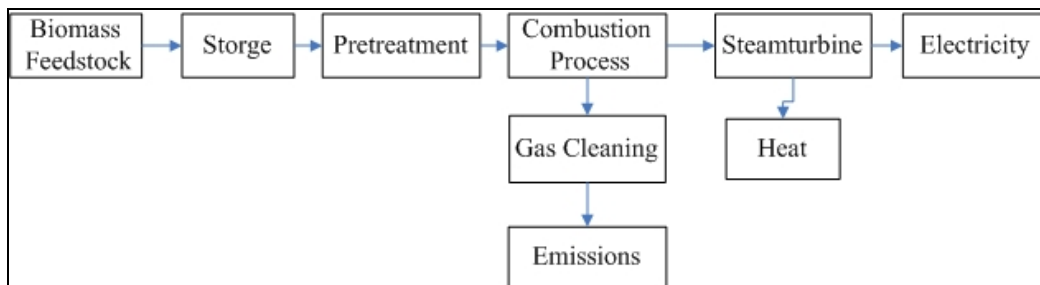 Biomass
Feedstock
Storge
Pretreatment
Combustion
Process
Steamturbine
Electricity
Gas Cleaning
Heat
Emissions